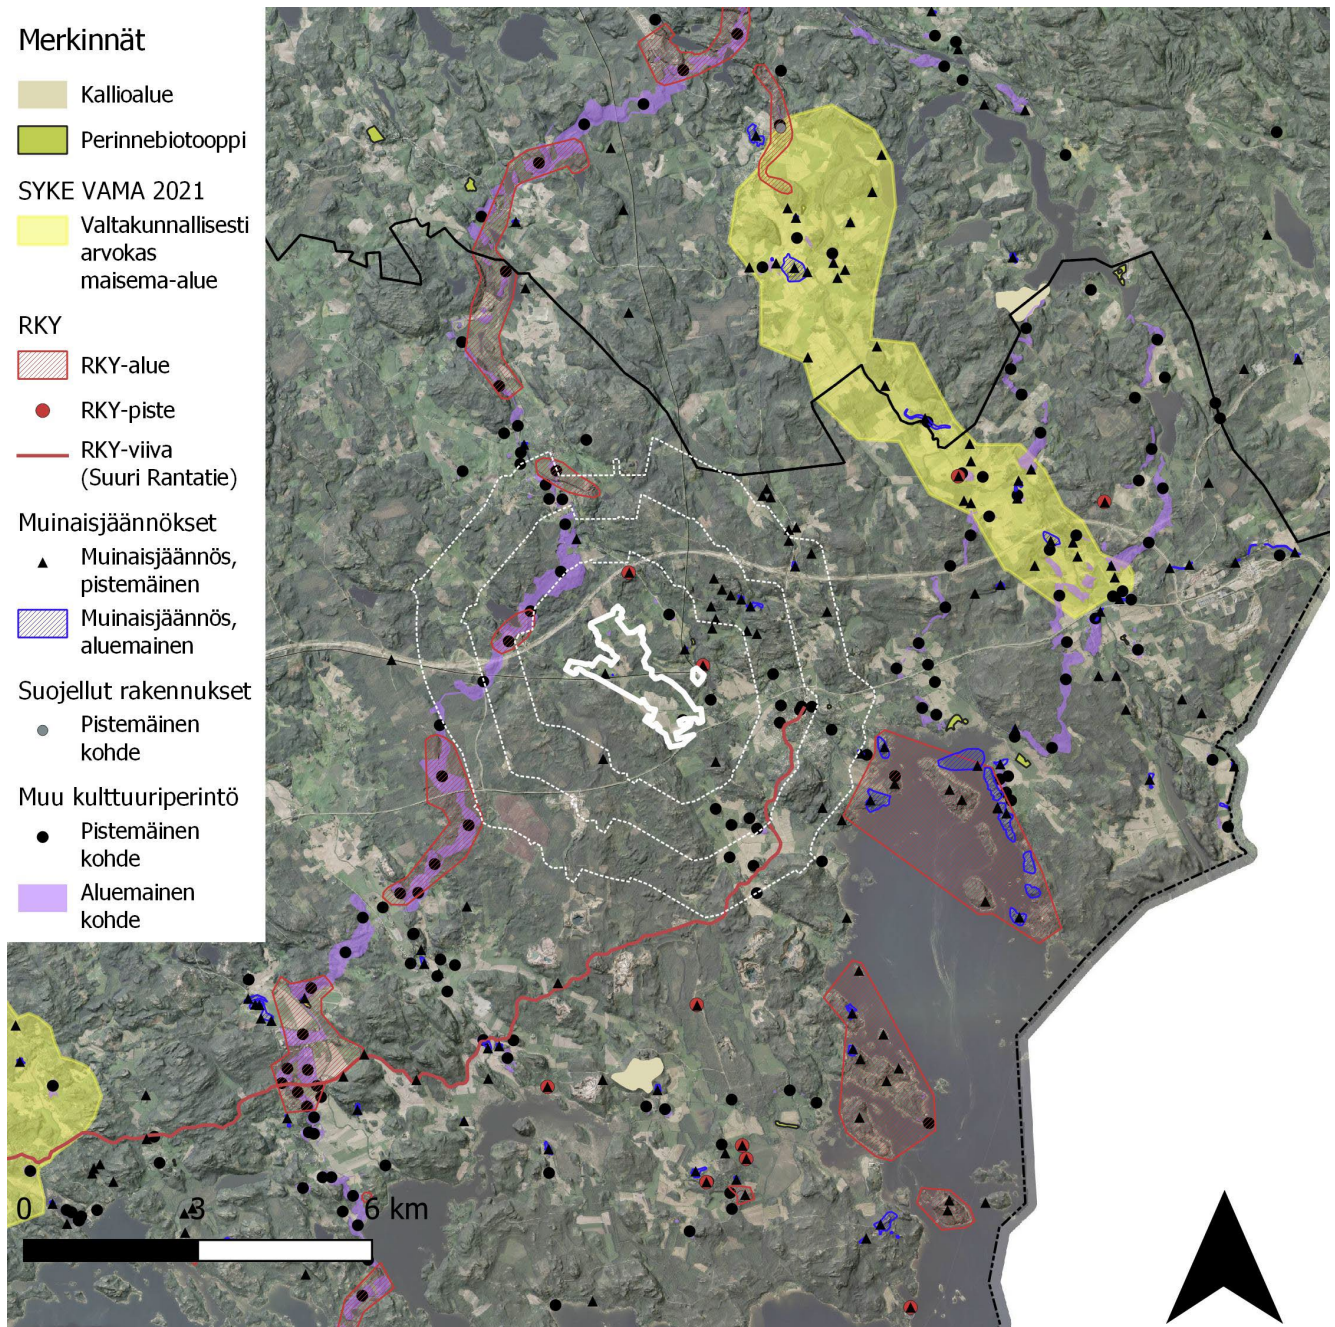 Merkinnät
Kallioalue
Perinnebiotooppi
SYKE VAMA 2021
Valtakunnallisesti
arvokas
maisema-alue
RKY
RKY-alue
RKY-piste
RKY-viiva
(Suuri Rantatie)
Muinaisjäännökset
Muinaisjäännös,
pistemäinen
Muinaisjäännös,
aluemainen
Suojellut rakennukset
Pistemäinen
kohde
Muu kulttuuriperintö
Pistemäinen
kohde
Aluemainen
kohde
0 3 6 km